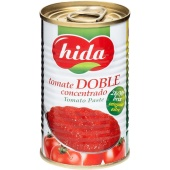 hida
tomate DOBLE
concentrado
Tomato Paste